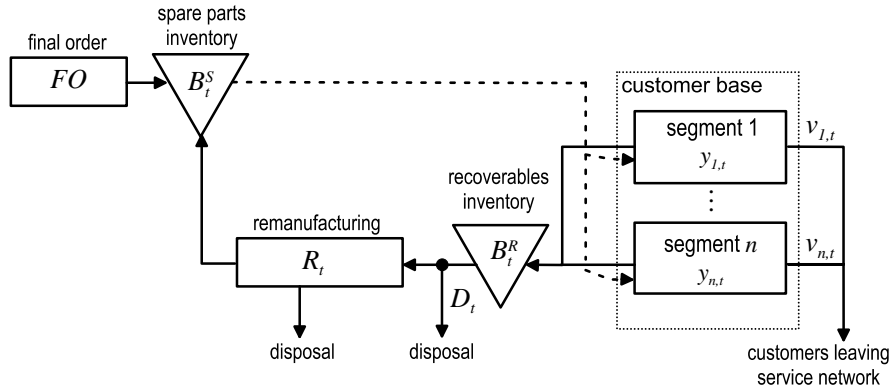 spare parts
inventory
final order
FO
B_t^S
customer base
segment 1
y_{1,t}
v_{1,t}
⋮
segment n
y_{n,t}
v_{n,t}
recoverables
inventory
B_t^R
remanufacturing
R_t
D_t
disposal
disposal
customers leaving
service network